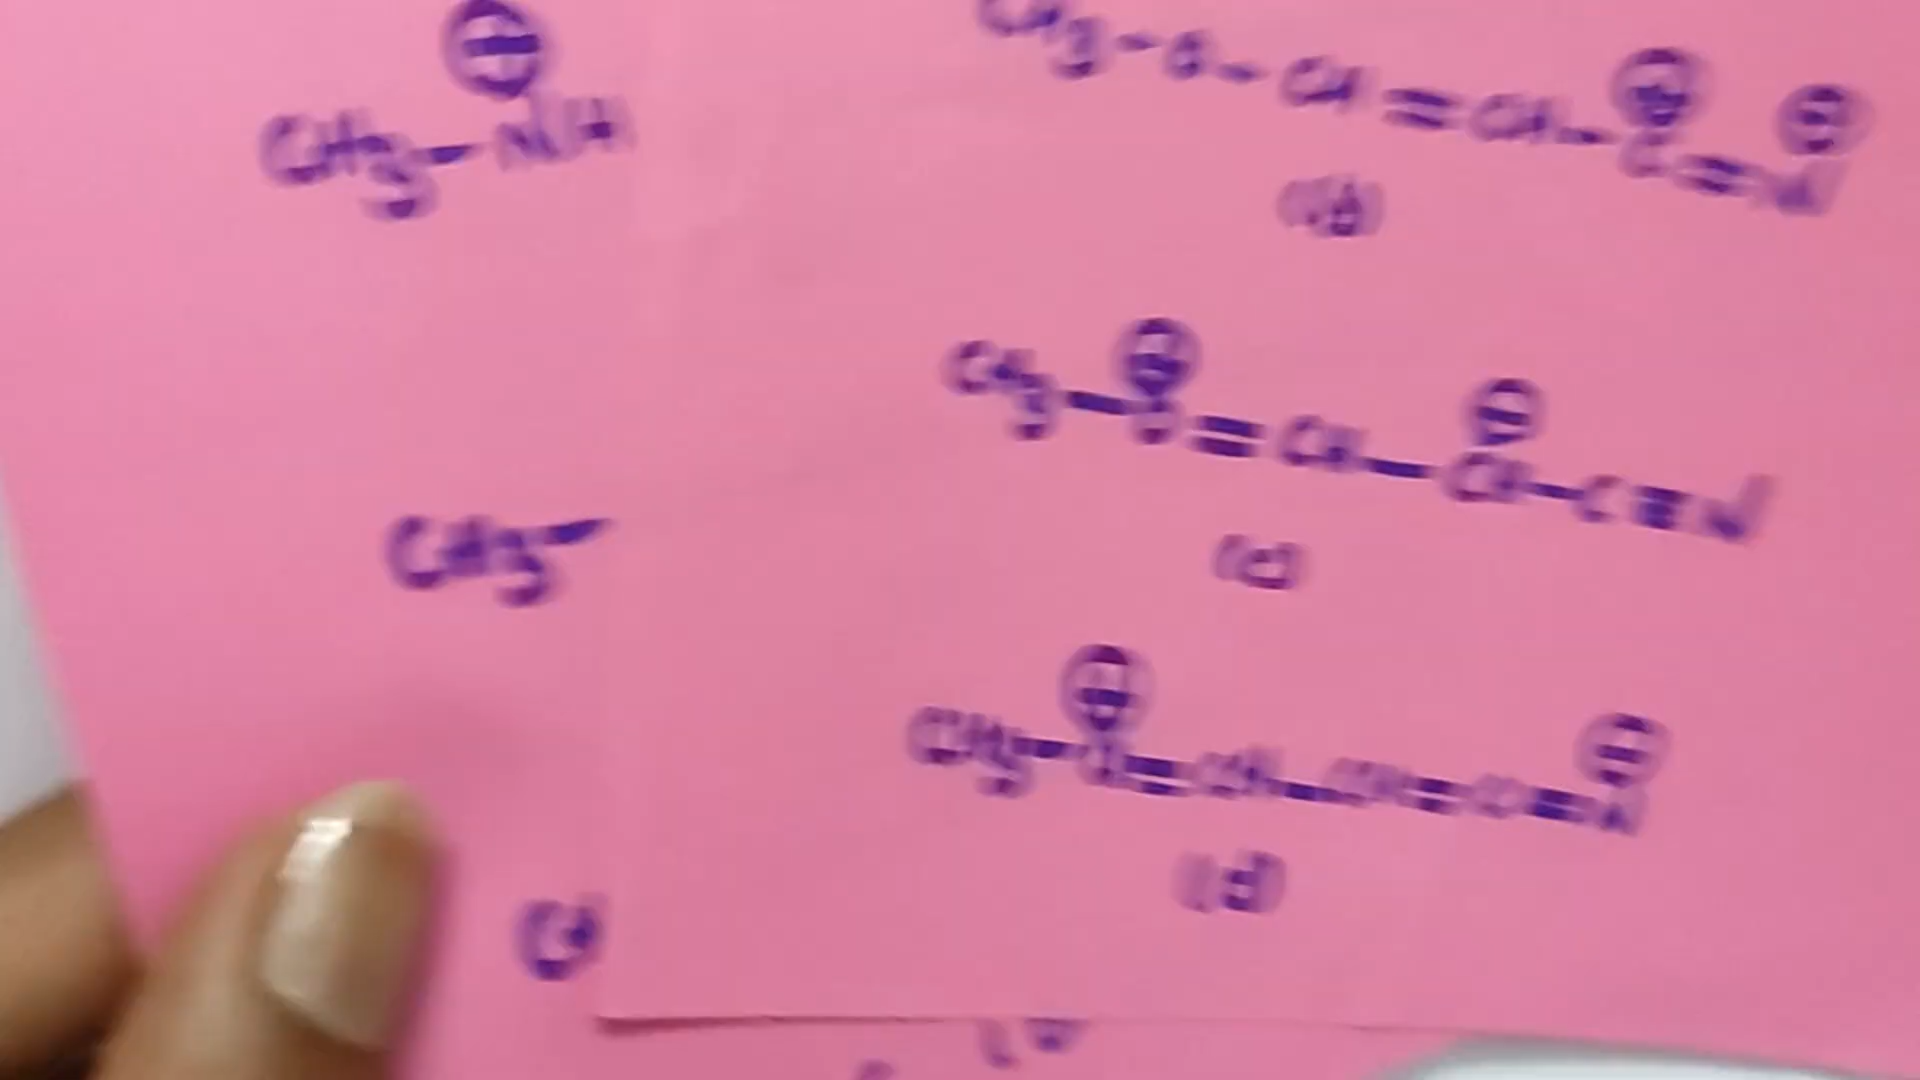 CH3 - O - CH = CH - C⊕ = N⊖
(b)
CH3 - O⊕ = CH - CH⊖ - C ≡ N
(c)
CH3 - O⊕ = CH - CH = C = N⊖
(d)
CH3 - NH⊖
CH3 -